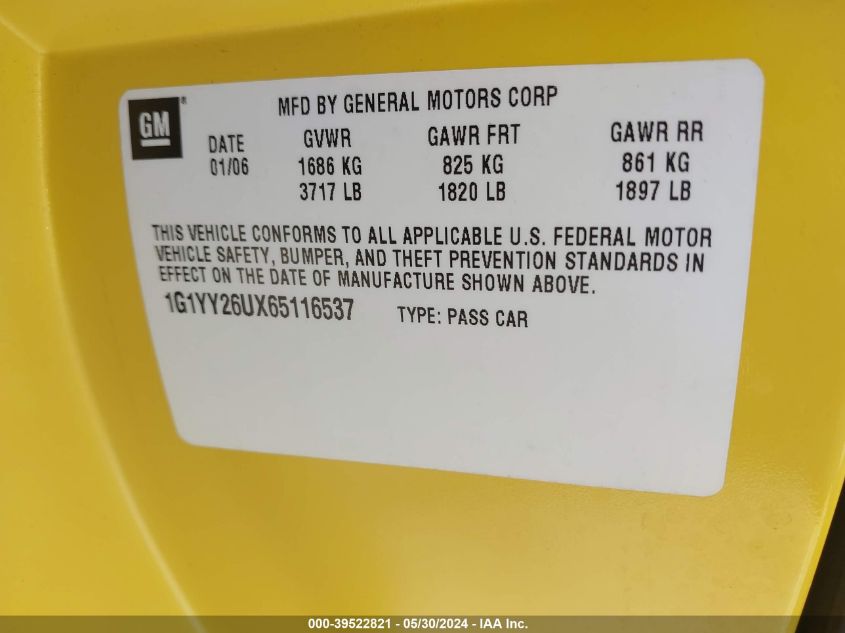 MFD BY GENERAL MOTORS CORP
GM®
DATE GVWR GAWR FRT GAWR RR
01/06 1686 KG 825 KG 861 KG
3717 LB 1820 LB 1897 LB
THIS VEHICLE CONFORMS TO ALL APPLICABLE U.S. FEDERAL MOTOR
VEHICLE SAFETY, BUMPER, AND THEFT PREVENTION STANDARDS IN
EFFECT ON THE DATE OF MANUFACTURE SHOWN ABOVE.
1G1YY26UX65116537 TYPE: PASS CAR
000-39522821 - 05/30/2024 - IAA Inc.